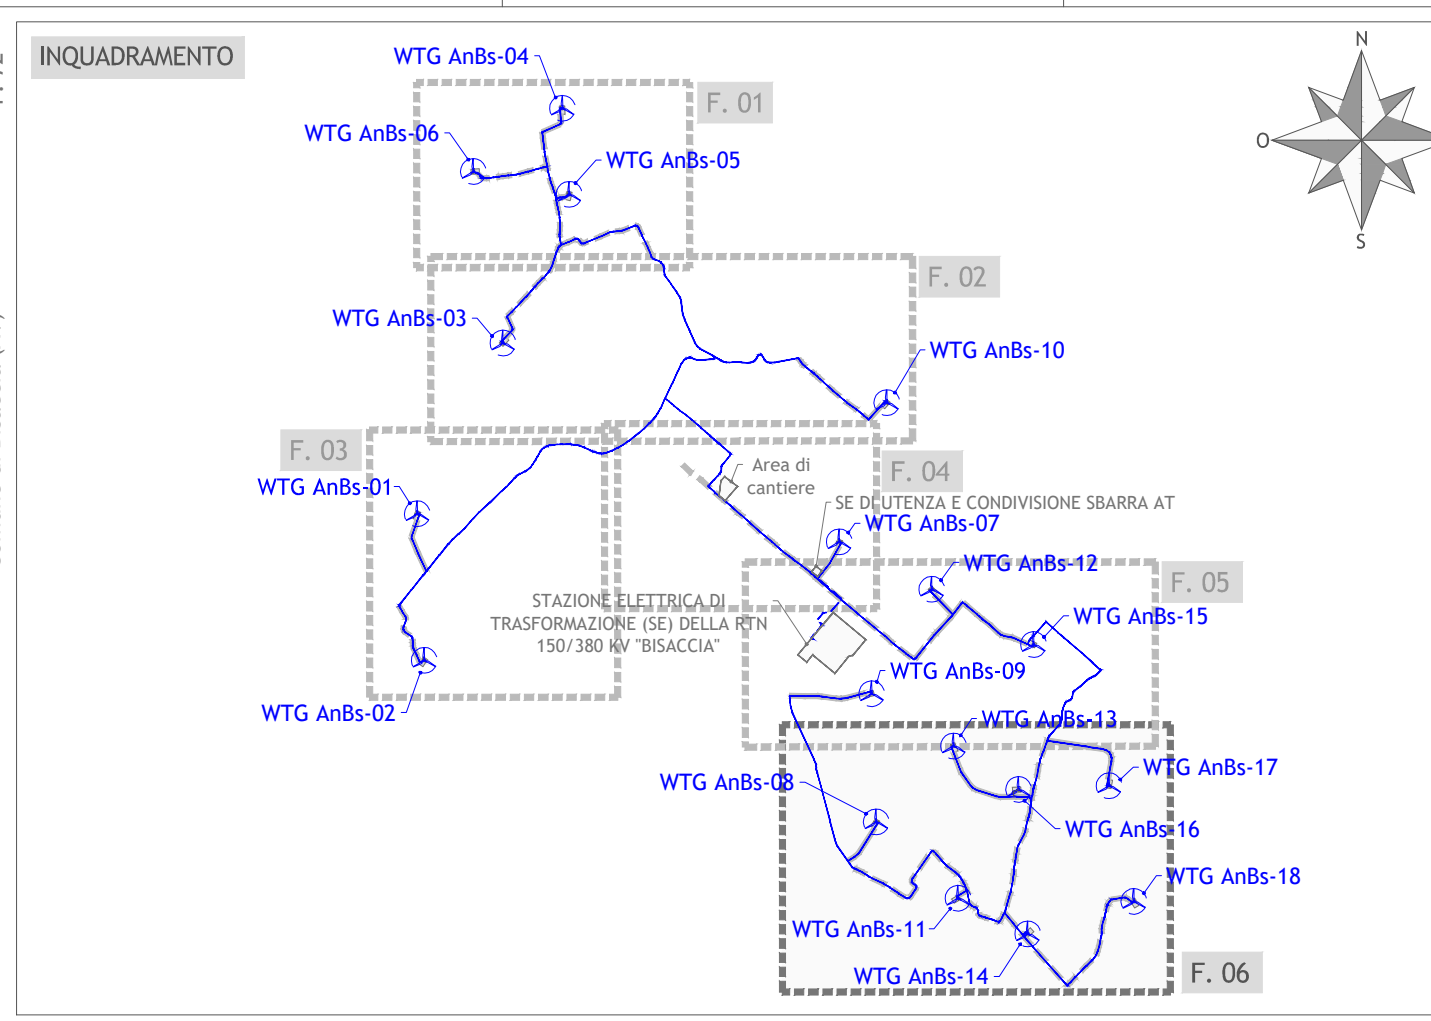 INQUADRAMENTO
WTG AnBs-04
N
F. 01
WTG AnBs-06
O
WTG AnBs-05
S
F. 02
WTG AnBs-03
WTG AnBs-10
F. 03
Area di
cantiere
F. 04
WTG AnBs-01
SE DI UTENZA E CONDIVISIONE SBARRA AT
WTG AnBs-07
WTG AnBs-12
F. 05
STAZIONE ELETTRICA DI
TRASFORMAZIONE (SE) DELLA RTN
150/380 KV "BISACCIA"
WTG AnBs-15
WTG AnBs-09
WTG AnBs-02
WTG AnBs-13
WTG AnBs-17
WTG AnBs-08
WTG AnBs-16
WTG AnBs-18
WTG AnBs-11
WTG AnBs-14
F. 06